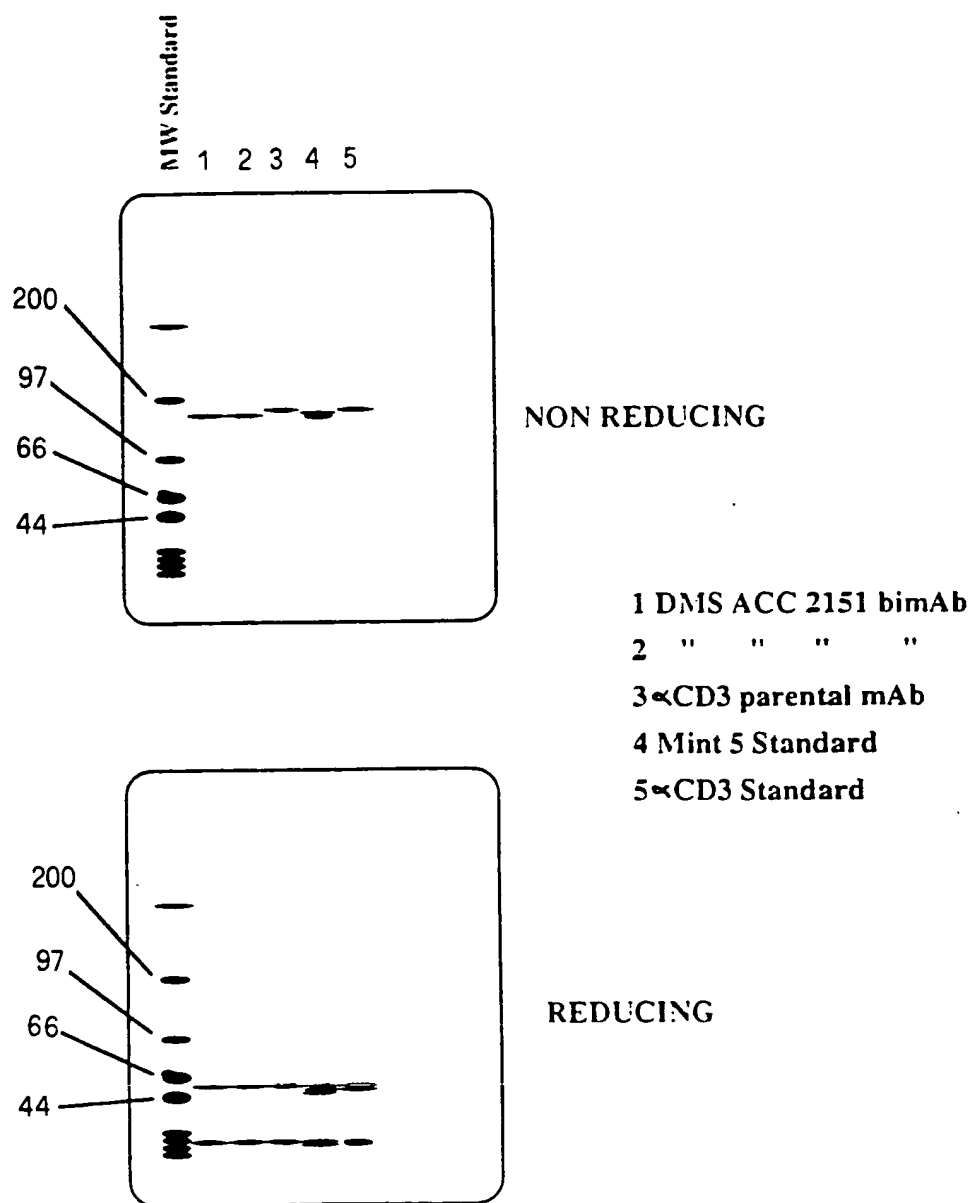 MW Standard
1 2 3 4 5
200
97
66
44
NON REDUCING
1 DMS ACC 2151 bimAb
2 " " " "
3 ∝CD3 parental mAb
4 Mint 5 Standard
5 ∝CD3 Standard
200
97
66
44
REDUCING